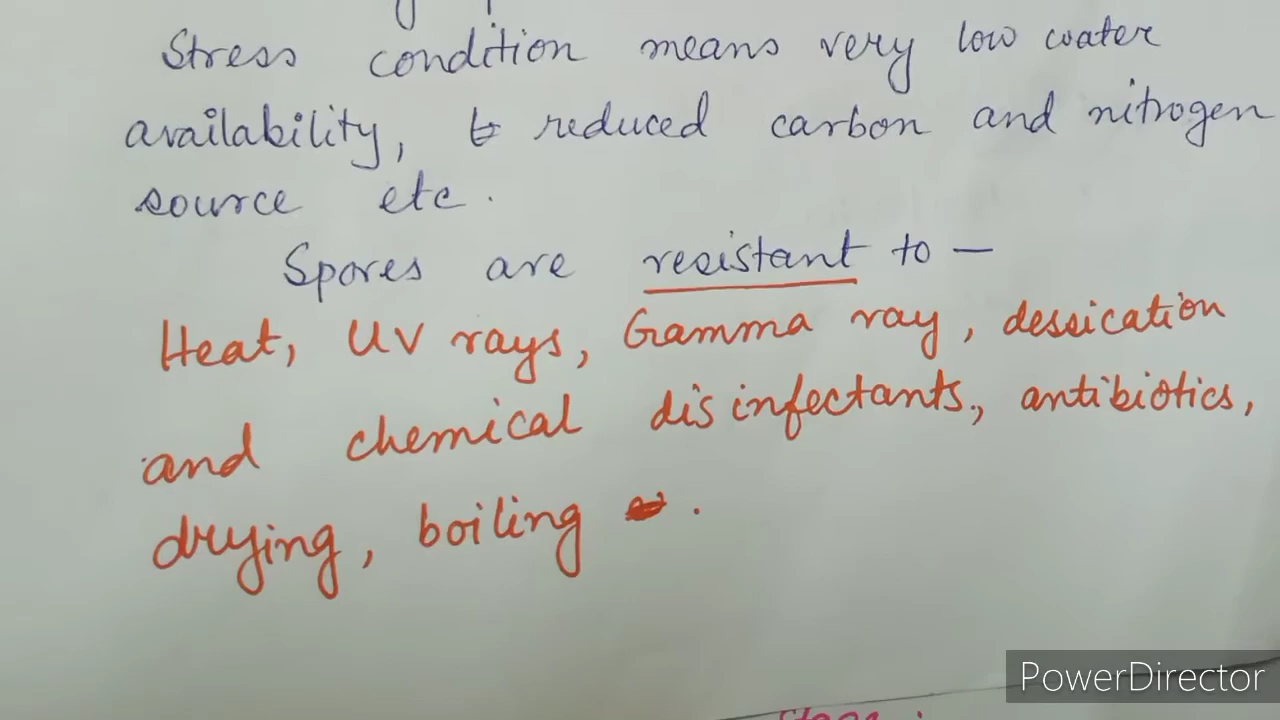 Stress condition means very low water
availability, reduced carbon and nitrogen
source etc.
Spores are resistant to —
Heat, UV rays, Gamma ray, dessication
and chemical disinfectants, antibiotics,
drying, boiling .
PowerDirector